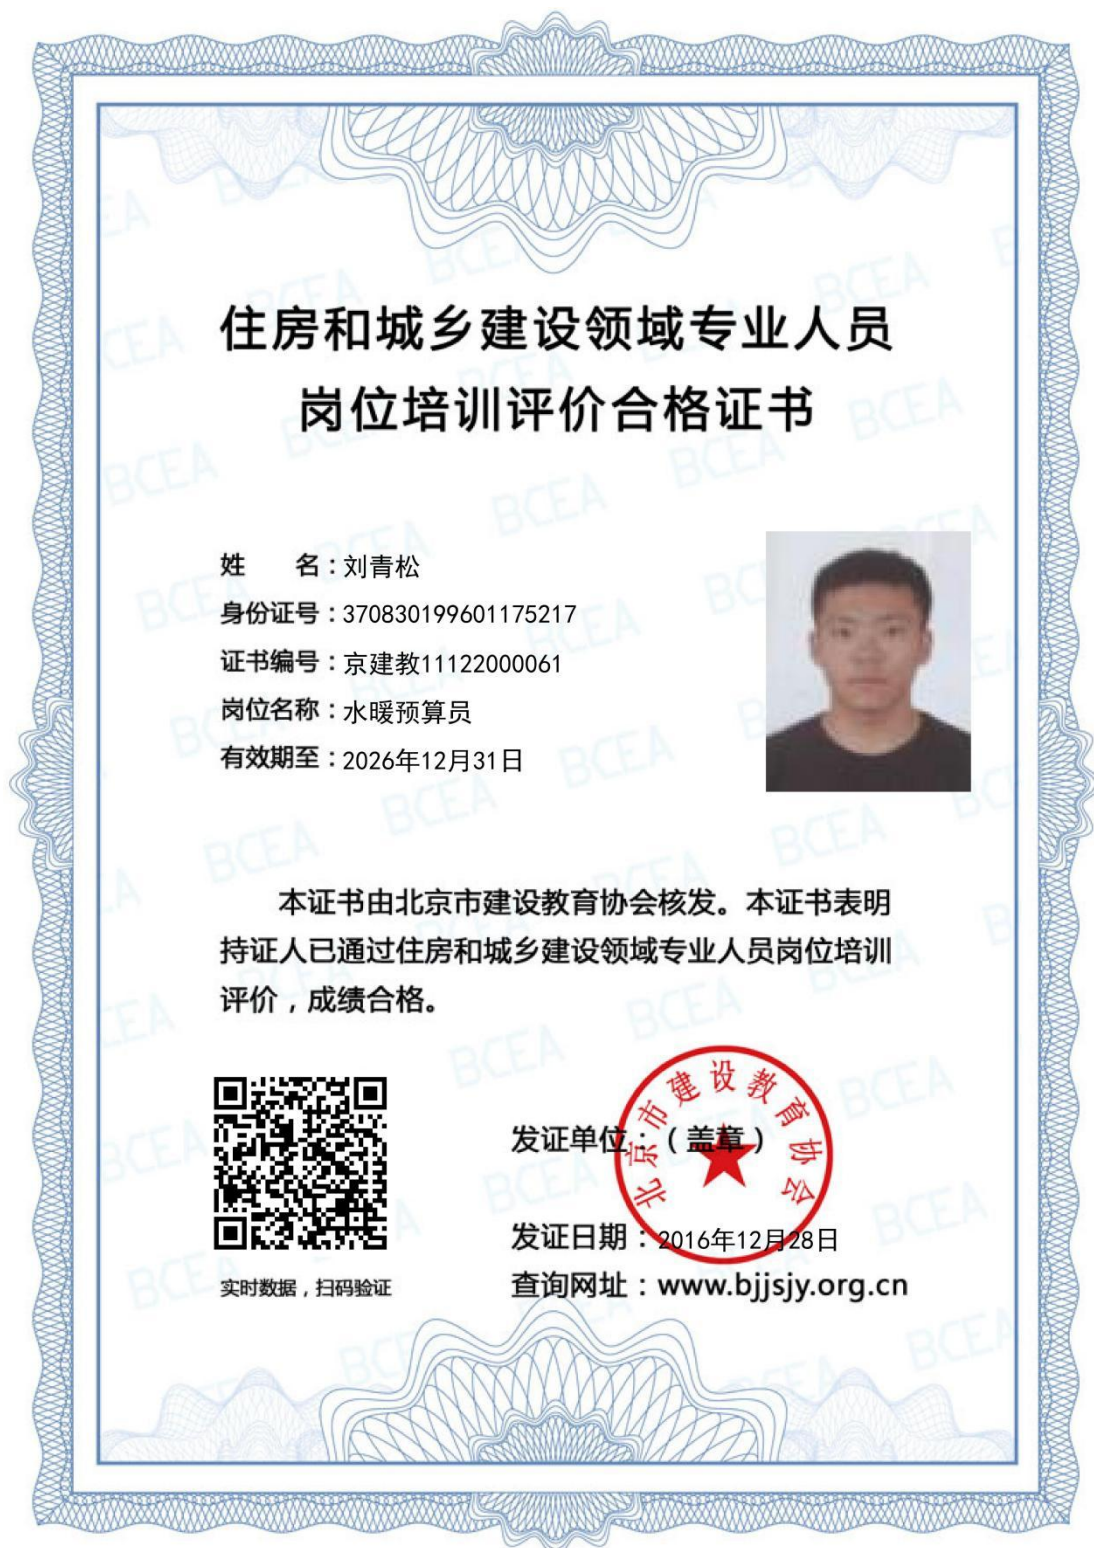 住房和城乡建设领域专业人员
岗位培训评价合格证书
姓 名：刘青松
身份证号：370830199601175217
证书编号：京建教11122000061
岗位名称：水暖预算员
有效期至：2026年12月31日
本证书由北京市建设教育协会核发。本证书表明
持证人已通过住房和城乡建设领域专业人员岗位培训
评价，成绩合格。
北京市建设教育协会
发证单位：（盖章）
发证日期：2016年12月28日
查询网址：www.bjjsjy.org.cn
实时数据，扫码验证
BCEA